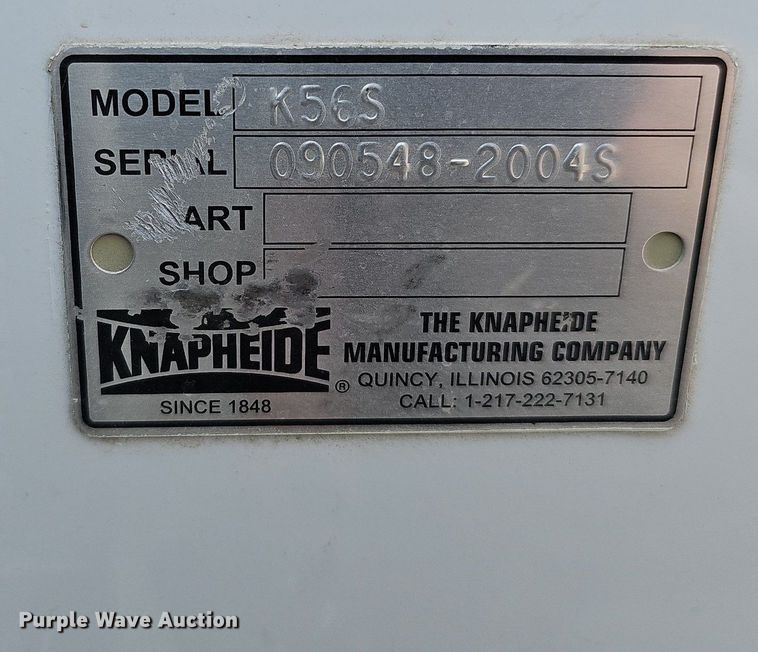 MODEL K56S
SERIAL 090548-2004S
ART
SHOP
KNAPHEIDE ®
SINCE 1848
THE KNAPHEIDE
MANUFACTURING COMPANY
QUINCY, ILLINOIS 62305-7140
CALL: 1-217-222-7131
Purple Wave Auction